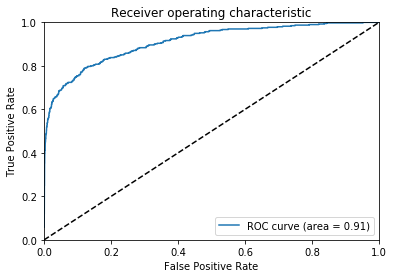 Receiver operating characteristic
1.0
0.8
0.6
0.4
0.2
0.0
True Positive Rate
ROC curve (area = 0.91)
0.0 0.2 0.4 0.6 0.8 1.0
False Positive Rate